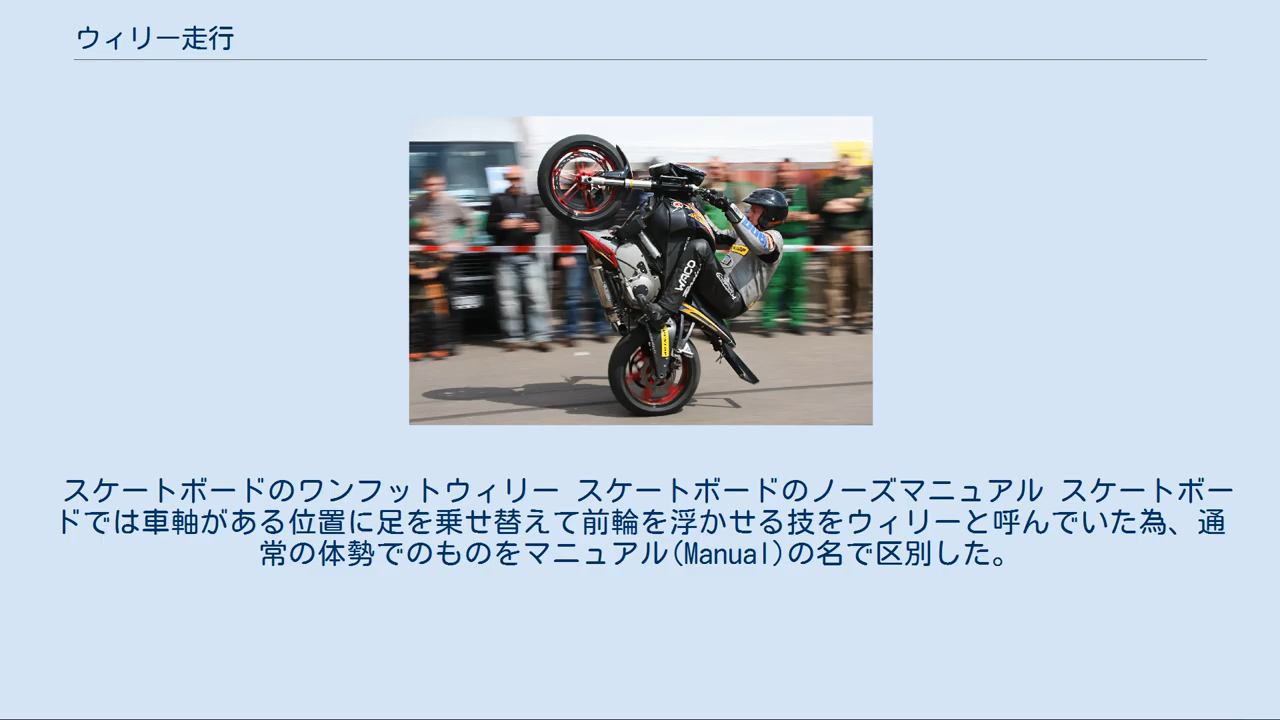 ウィリー走行
WACO
スケートボードのワンフットウィリー スケートボードのノーズマニュアル スケートボー
ドでは車軸がある位置に足を乗せ替えて前輪を浮かせる技をウィリーと呼んでいた為、通
常の体勢でのものをマニュアル(Manual)の名で区別した。